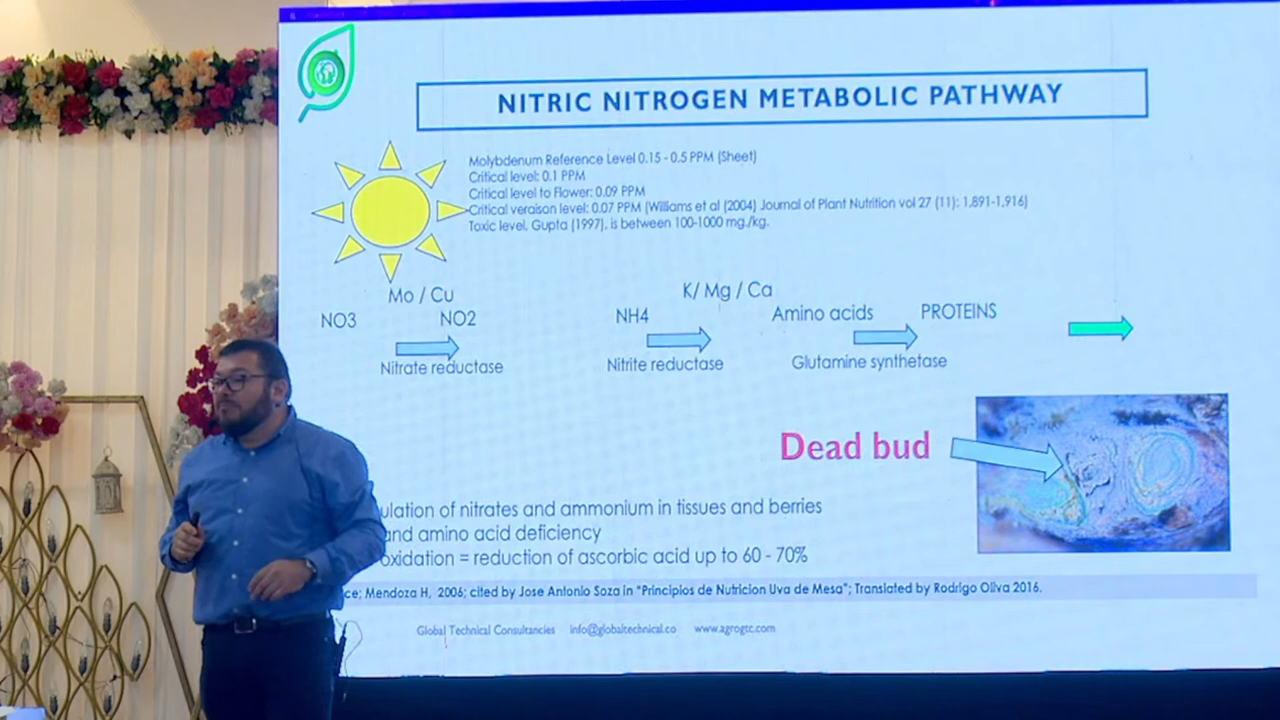 NITRIC NITROGEN METABOLIC PATHWAY
Molybdenum Reference Level 0.15 - 0.5 PPM (Sheet)
Critical level: 0.1 PPM
Critical level to Flower: 0.09 PPM
Critical veraison level: 0.07 PPM (Williams et al (2004) Journal of Plant Nutrition vol 27 (11): 1,891-1,916)
Toxic level, Gupta (1997), is between 100-1000 mg./kg.
Mo / Cu
K/ Mg / Ca
NO3 NO2 NH4 Amino acids PROTEINS
Nitrate reductase Nitrite reductase Glutamine synthetase
Dead bud
ulation of nitrates and ammonium in tissues and berries
and amino acid deficiency
oxidation = reduction of ascorbic acid up to 60 - 70%
ce; Mendoza H, 2006; cited by Jose Antonio Soza in "Principios de Nutricion Uva de Mesa"; Translated by Rodrigo Oliva 2016.
Global Technical Consultancies info@globaltechnical.co www.agrogtc.com